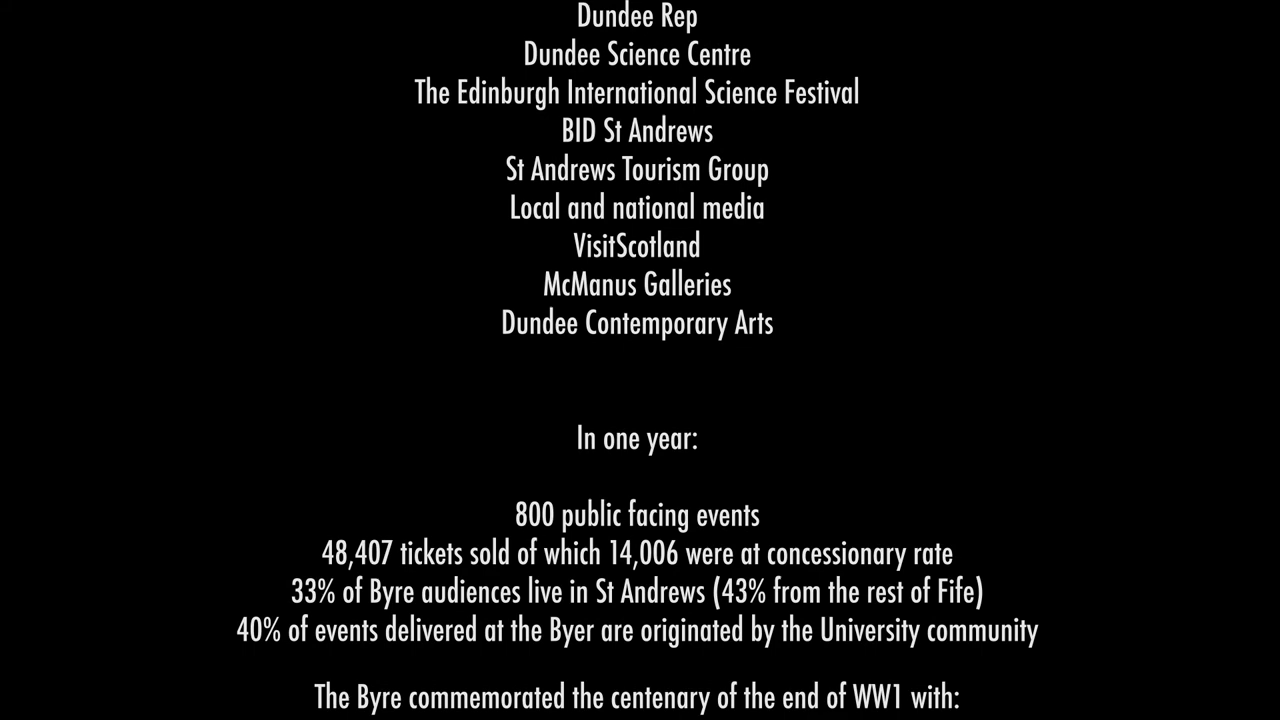 Dundee Rep
Dundee Science Centre
The Edinburgh International Science Festival
BID St Andrews
St Andrews Tourism Group
Local and national media
VisitScotland
McManus Galleries
Dundee Contemporary Arts
In one year:
800 public facing events
48,407 tickets sold of which 14,006 were at concessionary rate
33% of Byre audiences live in St Andrews (43% from the rest of Fife)
40% of events delivered at the Byer are originated by the University community
The Byre commemorated the centenary of the end of WW1 with: